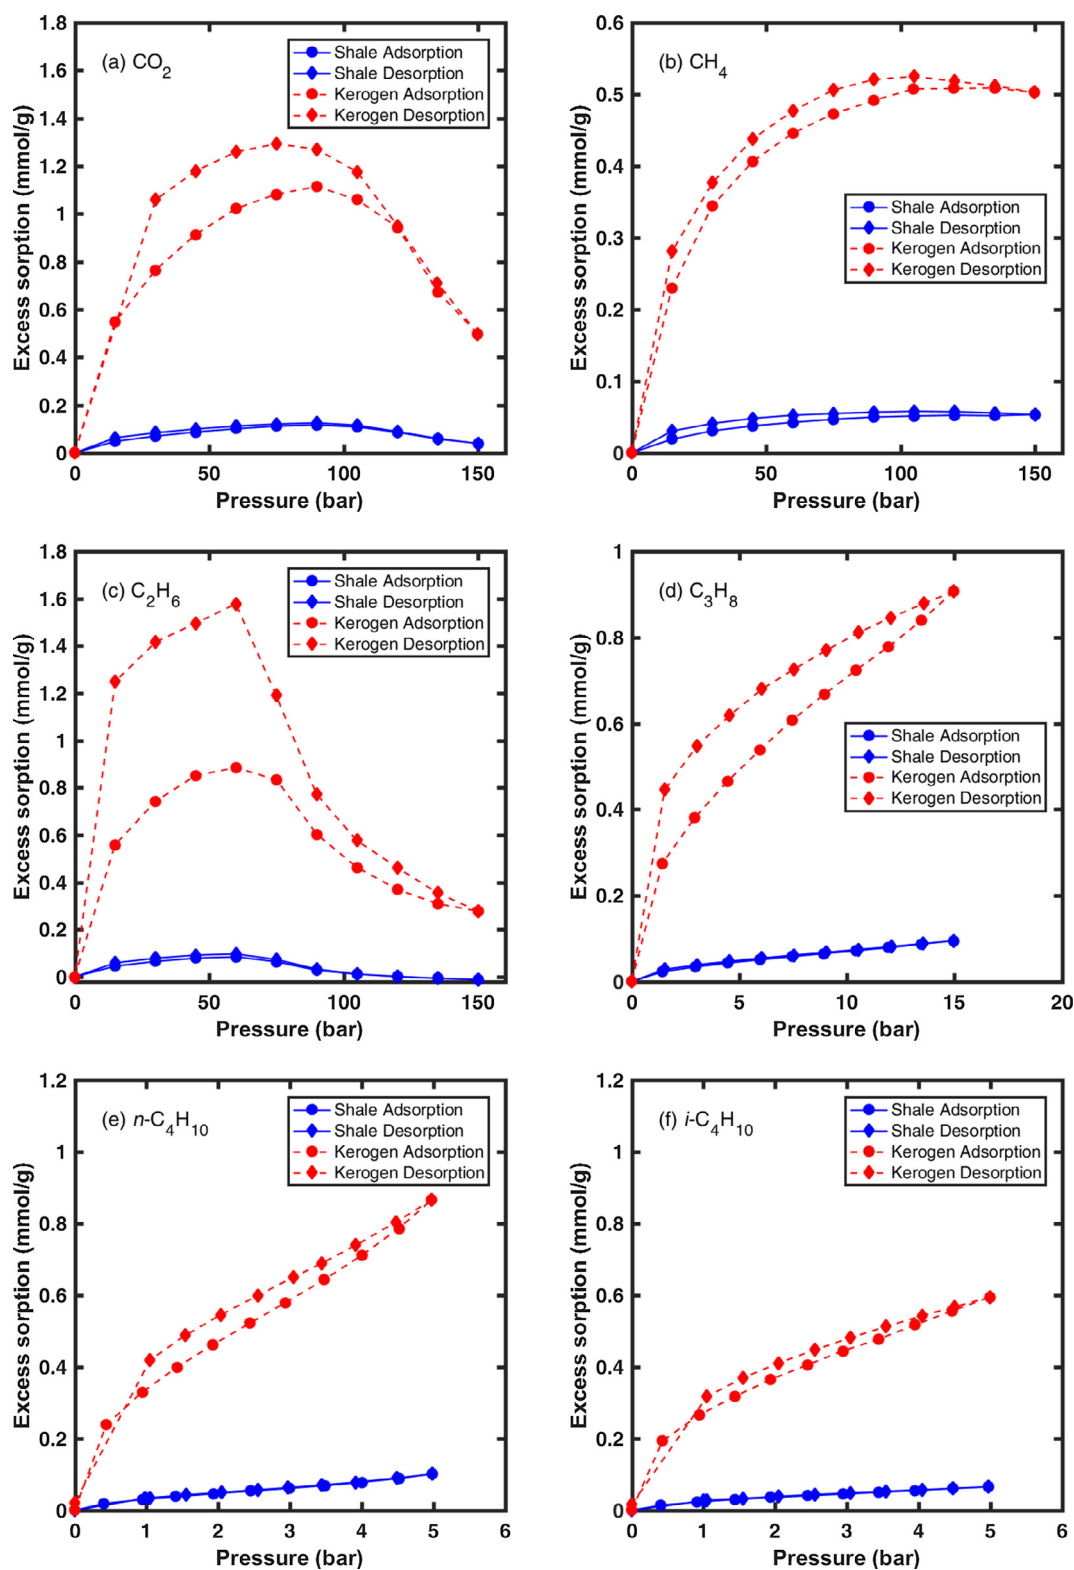 (a) CO2
Shale Adsorption
Shale Desorption
Kerogen Adsorption
Kerogen Desorption
Excess sorption (mmol/g)
1.8
1.6
1.4
1.2
1
0.8
0.6
0.4
0.2
0
0 50 100 150
Pressure (bar)
(b) CH4
Shale Adsorption
Shale Desorption
Kerogen Adsorption
Kerogen Desorption
Excess sorption (mmol/g)
0.6
0.5
0.4
0.3
0.2
0.1
0
0 50 100 150
Pressure (bar)
(c) C2H6
Shale Adsorption
Shale Desorption
Kerogen Adsorption
Kerogen Desorption
Excess sorption (mmol/g)
1.8
1.6
1.4
1.2
1
0.8
0.6
0.4
0.2
0
0 50 100 150
Pressure (bar)
(d) C3H8
Shale Adsorption
Shale Desorption
Kerogen Adsorption
Kerogen Desorption
Excess sorption (mmol/g)
1
0.8
0.6
0.4
0.2
0
0 5 10 15 20
Pressure (bar)
(e) n-C4H10
Shale Adsorption
Shale Desorption
Kerogen Adsorption
Kerogen Desorption
Excess sorption (mmol/g)
1.2
1
0.8
0.6
0.4
0.2
0
0 1 2 3 4 5 6
Pressure (bar)
(f) i-C4H10
Shale Adsorption
Shale Desorption
Kerogen Adsorption
Kerogen Desorption
Excess sorption (mmol/g)
1.2
1
0.8
0.6
0.4
0.2
0
0 1 2 3 4 5 6
Pressure (bar)